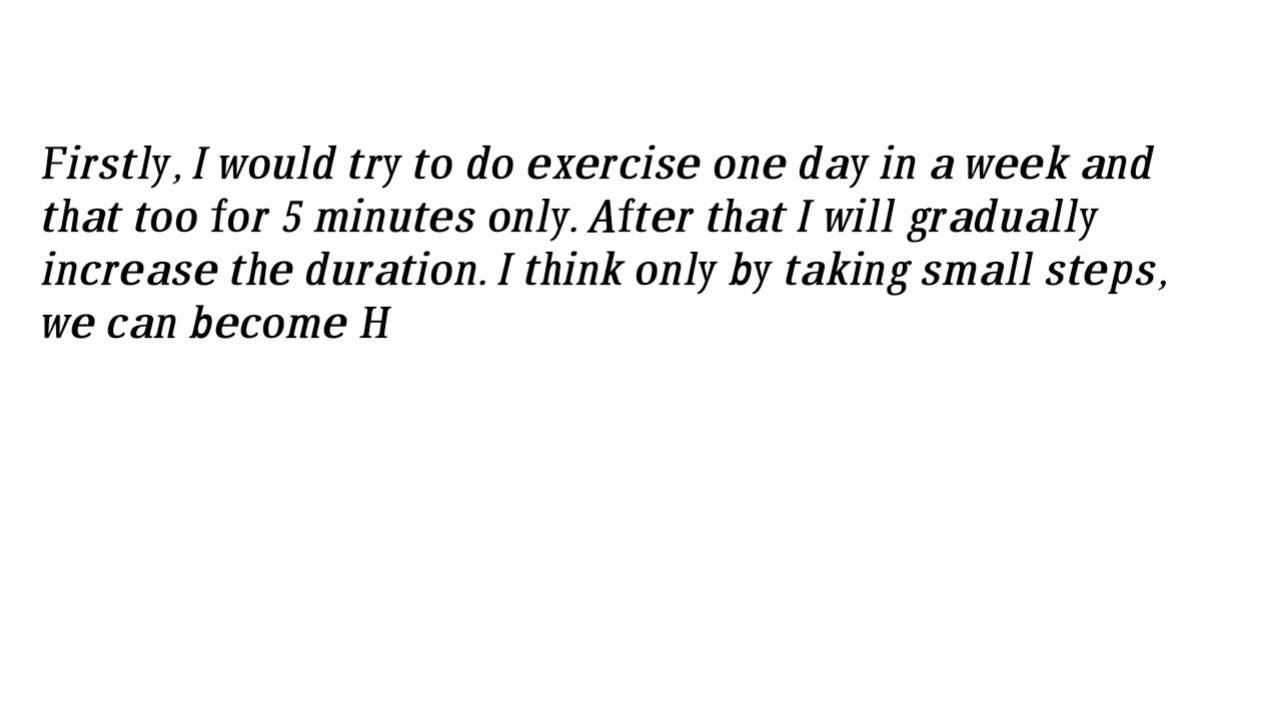 Firstly, I would try to do exercise one day in a week and
that too for 5 minutes only. After that I will gradually
increase the duration. I think only by taking small steps,
we can become H